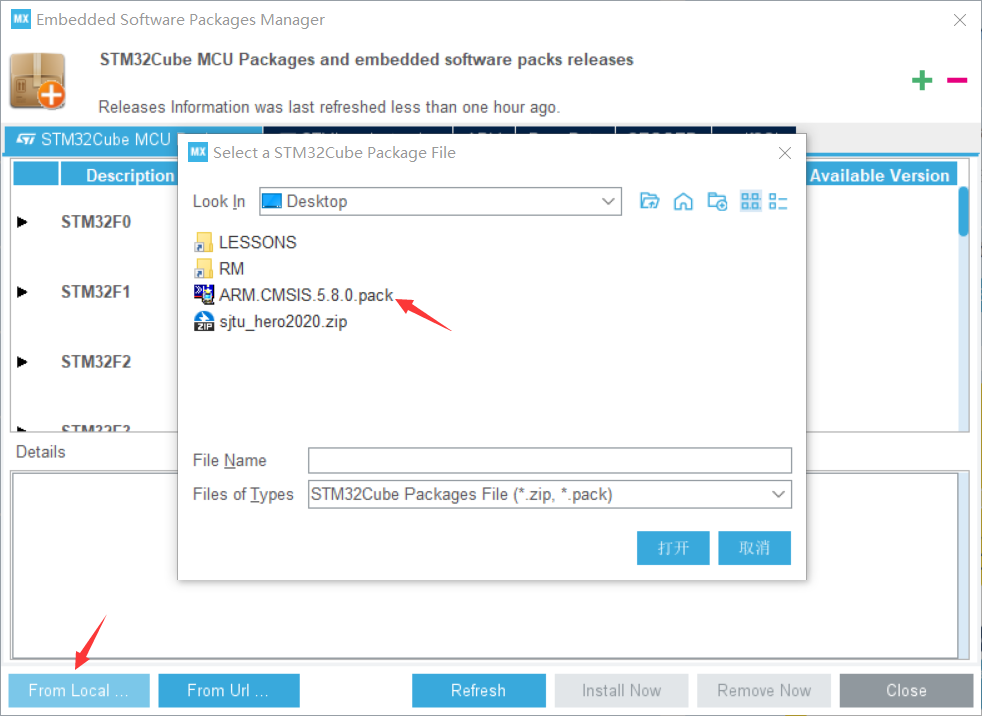 MX Embedded Software Packages Manager
STM32Cube MCU Packages and embedded software packs releases
Releases Information was last refreshed less than one hour ago.
STM32Cube MCU
MX Select a STM32Cube Package File
Description
Available Version
Look In Desktop
STM32F0
LESSONS
RM
STM32F1
ARM.CMSIS.5.8.0.pack
ZIP sjtu_hero2020.zip
STM32F2
Details
File Name
Files of Types STM32Cube Packages File (*.zip, *.pack)
打开 取消
From Local ... From Url ... Refresh Install Now Remove Now Close